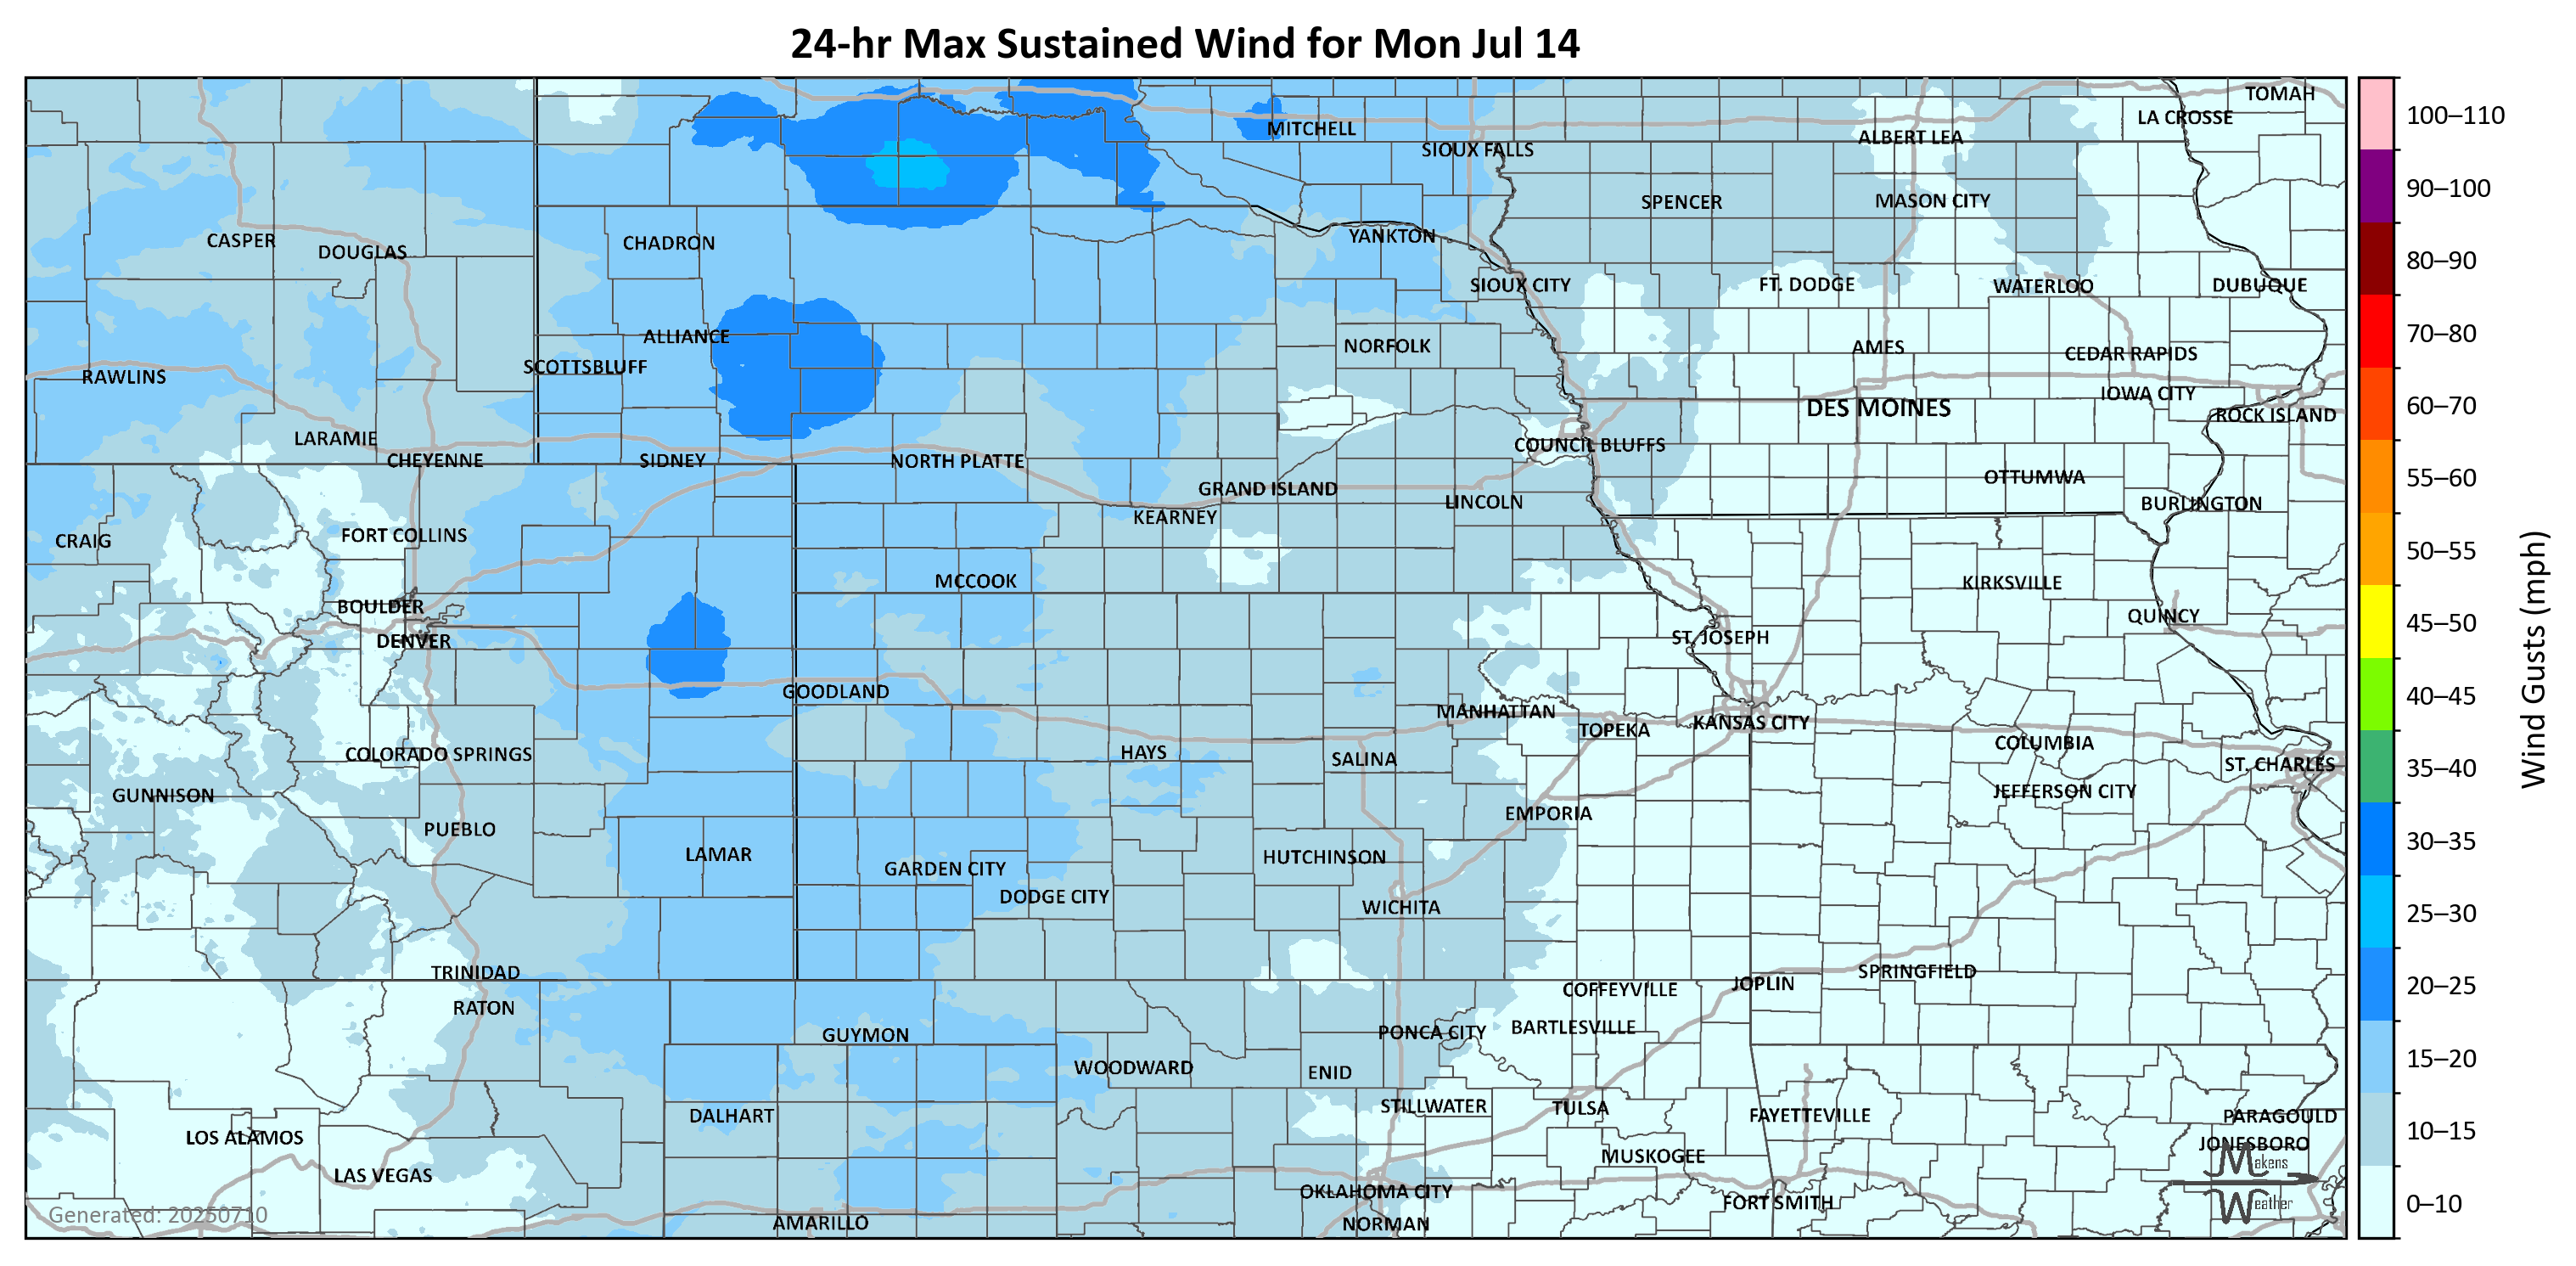 24-hr Max Sustained Wind for Mon Jul 14
TOMAH
LA CROSSE
MITCHELL
ALBERT LEA
SIOUX FALLS
SPENCER
MASON CITY
CASPER
DOUGLAS
CHADRON
YANKTON
SIOUX CITY
FT. DODGE
WATERLOO
DUBUQUE
ALLIANCE
NORFOLK
AMES
CEDAR RAPIDS
SCOTTSBLUFF
RAWLINS
IOWA CITY
DES MOINES
ROCK ISLAND
LARAMIE
COUNCIL BLUFFS
CHEYENNE
SIDNEY
NORTH PLATTE
OTTUMWA
GRAND ISLAND
LINCOLN
BURLINGTON
KEARNEY
CRAIG
FORT COLLINS
MCCOOK
KIRKSVILLE
BOULDER
QUINCY
DENVER
ST. JOSEPH
GOODLAND
MANHATTAN
TOPEKA
KANSAS CITY
COLUMBIA
COLORADO SPRINGS
HAYS
SALINA
ST. CHARLES
GUNNISON
JEFFERSON CITY
EMPORIA
PUEBLO
LAMAR
HUTCHINSON
GARDEN CITY
DODGE CITY
WICHITA
TRINIDAD
SPRINGFIELD
JOPLIN
COFFEYVILLE
RATON
GUYMON
PONCA CITY
BARTLESVILLE
WOODWARD
ENID
STILLWATER
TULSA
DALHART
FAYETTEVILLE
PARAGOULD
LOS ALAMOS
JONESBORO
MUSKOGEE
LAS VEGAS
OKLAHOMA CITY
FORT SMITH
AMARILLO
NORMAN
Makens
Weather
Generated: 20250710
100–110
90–100
80–90
70–80
60–70
55–60
50–55
45–50
40–45
35–40
30–35
25–30
20–25
15–20
10–15
0–10
Wind Gusts (mph)